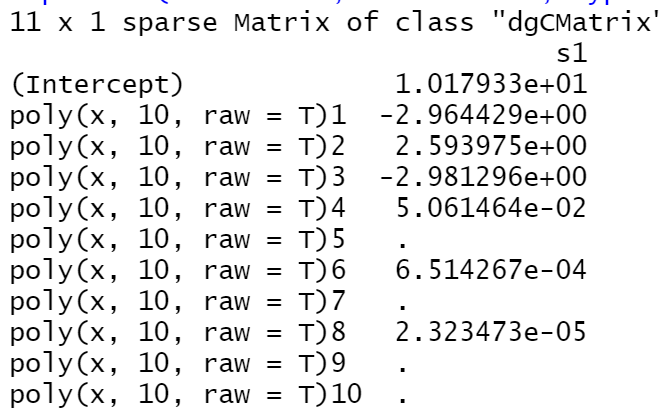 11 x 1 sparse Matrix of class "dgCMatrix"
s1
(Intercept) 1.017933e+01
poly(x, 10, raw = T)1 -2.964429e+00
poly(x, 10, raw = T)2 2.593975e+00
poly(x, 10, raw = T)3 -2.981296e+00
poly(x, 10, raw = T)4 5.061464e-02
poly(x, 10, raw = T)5 .
poly(x, 10, raw = T)6 6.514267e-04
poly(x, 10, raw = T)7 .
poly(x, 10, raw = T)8 2.323473e-05
poly(x, 10, raw = T)9 .
poly(x, 10, raw = T)10 .